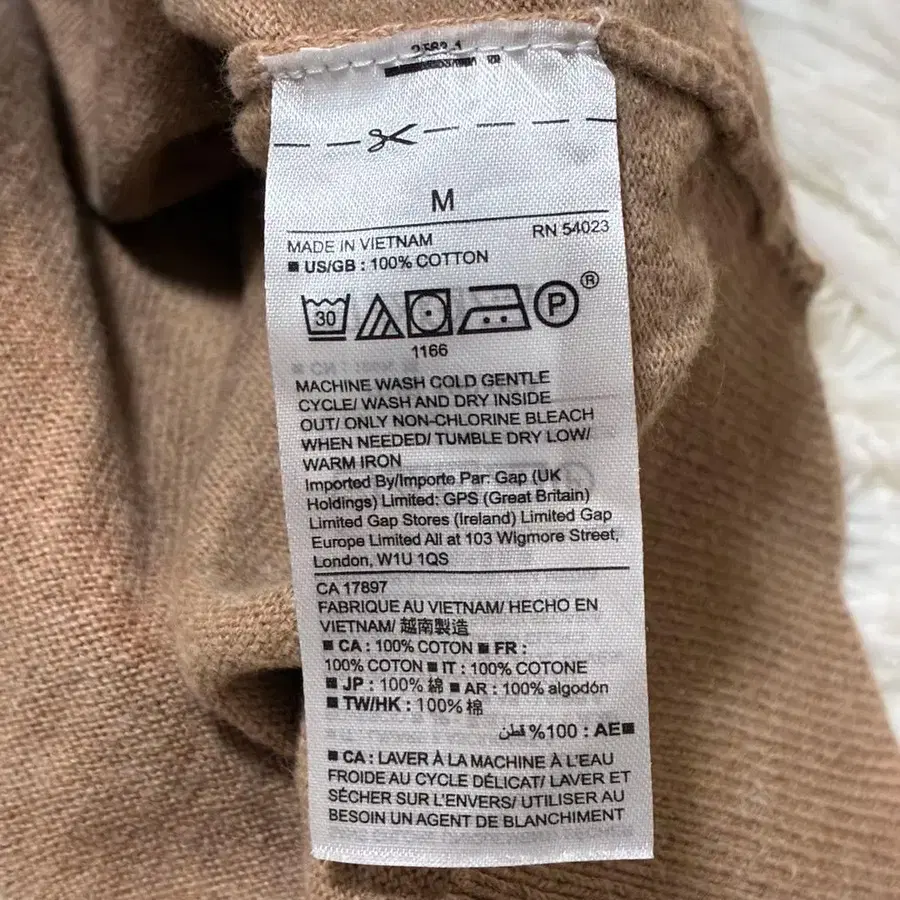 M
RN 54023
MADE IN VIETNAM
■ US/GB : 100% COTTON
30 P ®
1166
MACHINE WASH COLD GENTLE
CYCLE/ WASH AND DRY INSIDE
OUT/ ONLY NON-CHLORINE BLEACH
WHEN NEEDED/ TUMBLE DRY LOW/
WARM IRON
Imported By/Importe Par: Gap (UK
Holdings) Limited: GPS (Great Britain)
Limited Gap Stores (Ireland) Limited Gap
Europe Limited All at 103 Wigmore Street,
London, W1U 1QS
CA 17897
FABRIQUE AU VIETNAM/ HECHO EN
VIETNAM/ 越南製造
■ CA : 100% COTON ■ FR :
100% COTON ■ IT : 100% COTONE
■ JP : 100% 綿 ■ AR : 100% algodón
■ TW/HK : 100% 棉
■AE : 100% قطن
■ CA : LAVER À LA MACHINE À L'EAU
FROIDE AU CYCLE DÉLICAT/ LAVER ET
SÉCHER SUR L'ENVERS/ UTILISER AU
BESOIN UN AGENT DE BLANCHIMENT